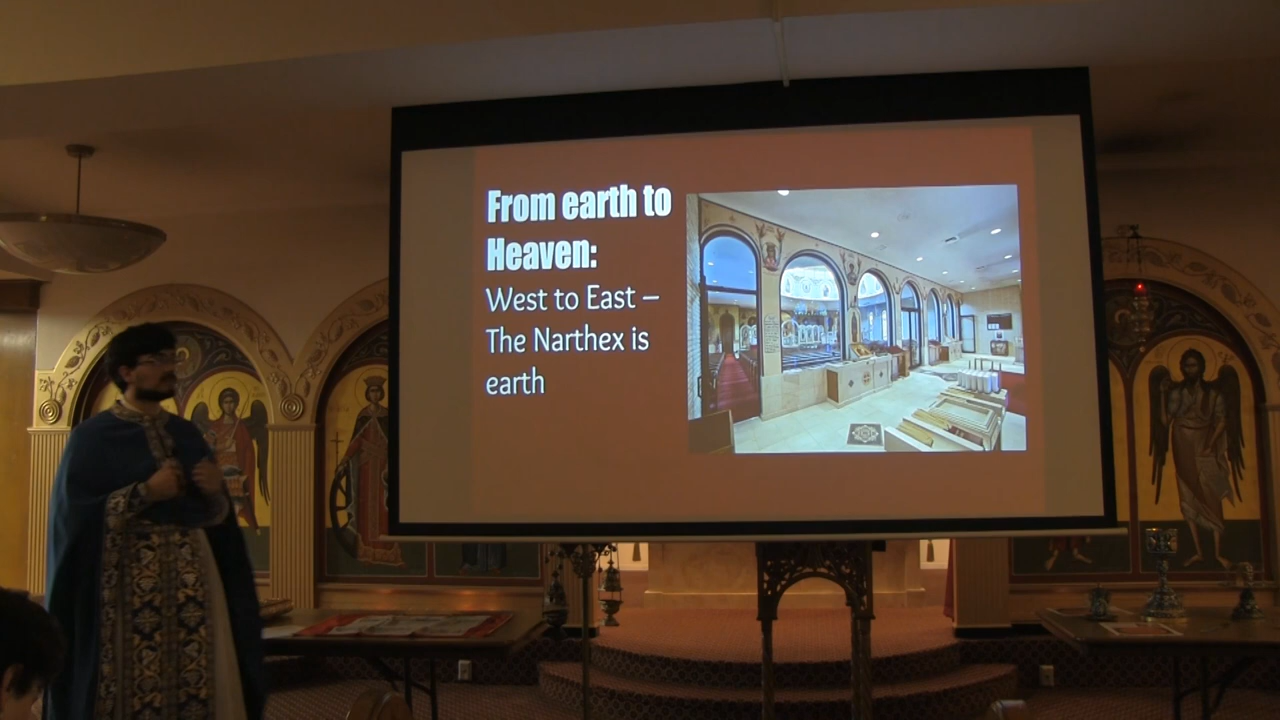 From earth to
Heaven:
West to East –
The Narthex is
earth